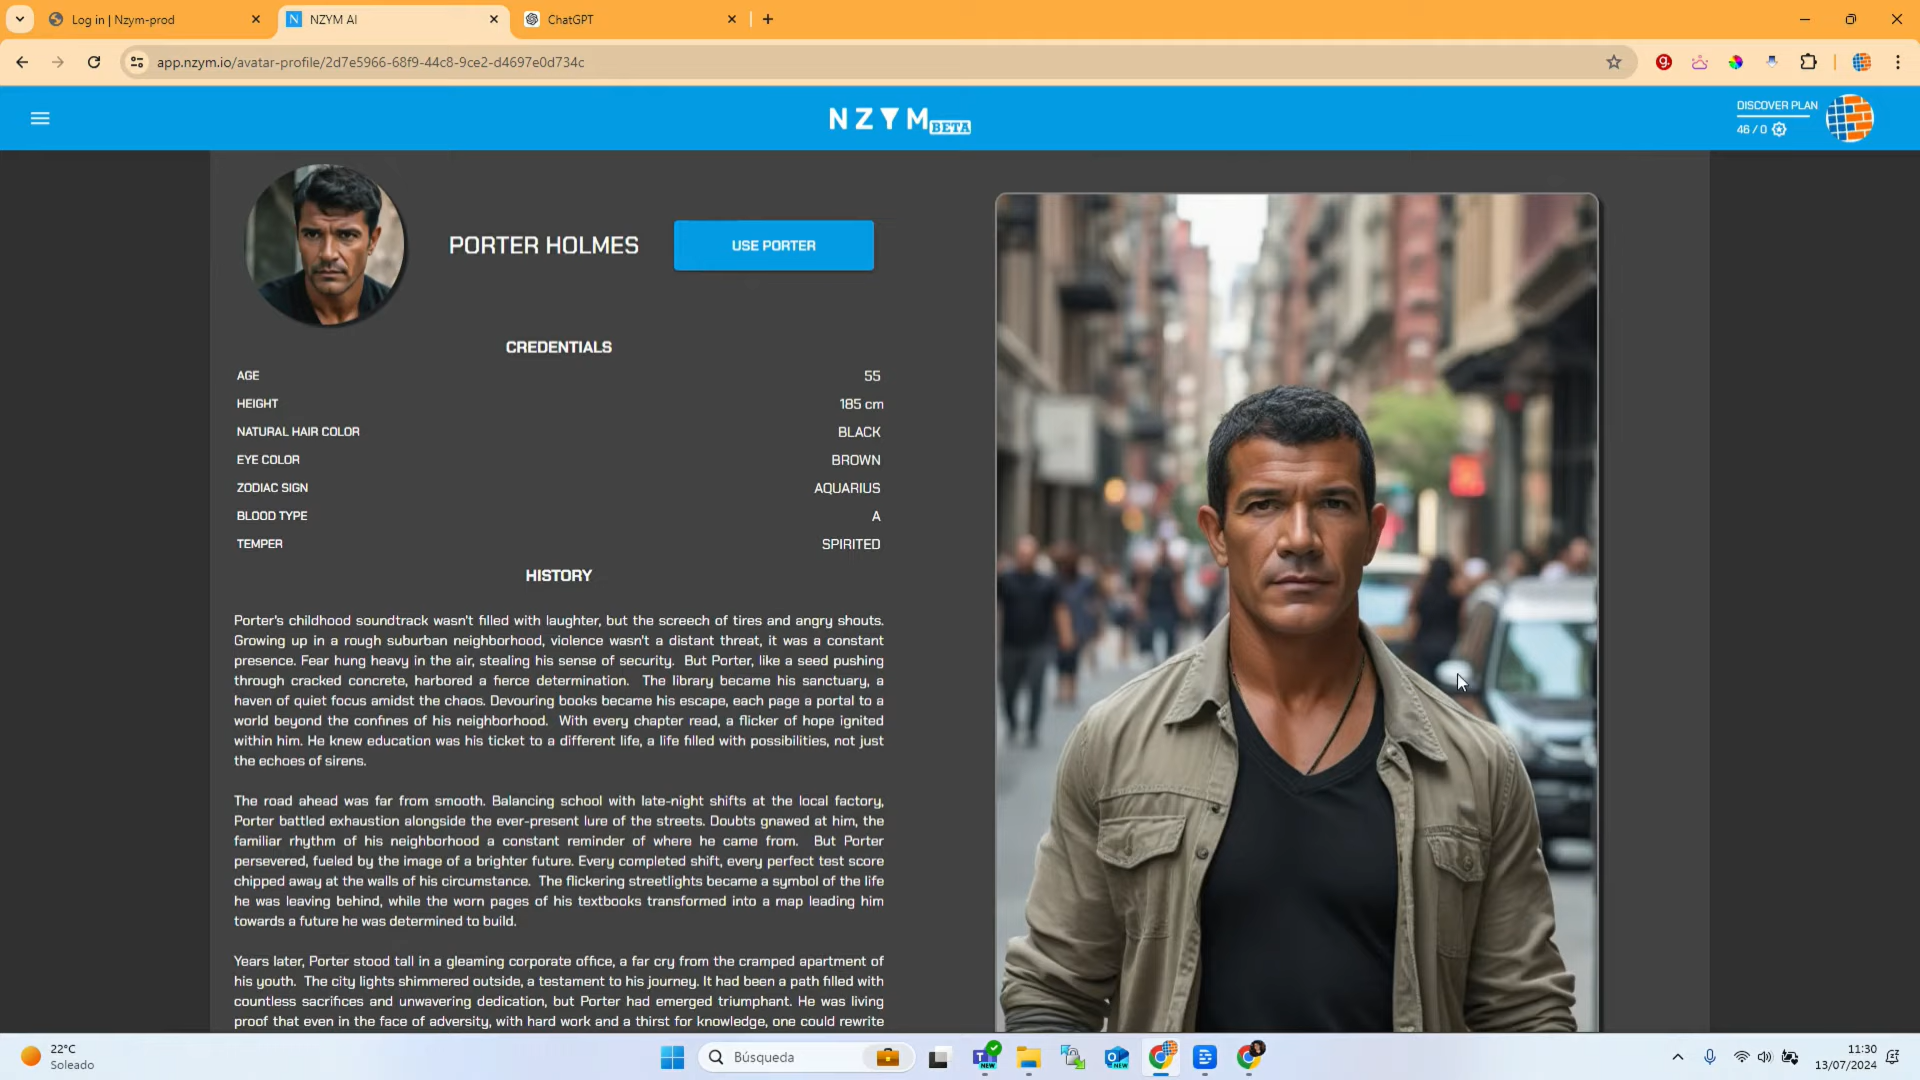 Log in | Nzym-prod
NZYM AI
ChatGPT
app.nzym.io/avatar-profile/2d7e5966-68f9-44c8-9ce2-d4697e0d734c
NZYM BETA
DISCOVER PLAN
46 / 0
PORTER HOLMES
USE PORTER
CREDENTIALS
AGE 55
HEIGHT 185 cm
NATURAL HAIR COLOR BLACK
EYE COLOR BROWN
ZODIAC SIGN AQUARIUS
BLOOD TYPE A
TEMPER SPIRITED
HISTORY
Porter's childhood soundtrack wasn't filled with laughter, but the screech of tires and angry shouts.
Growing up in a rough suburban neighborhood, violence wasn't a distant threat, it was a constant
presence. Fear hung heavy in the air, stealing his sense of security. But Porter, like a seed pushing
through cracked concrete, harbored a fierce determination. The library became his sanctuary, a
haven of quiet focus amidst the chaos. Devouring books became his escape, each page a portal to a
world beyond the confines of his neighborhood. With every chapter read, a flicker of hope ignited
within him. He knew education was his ticket to a different life, a life filled with possibilities, not just
the echoes of sirens.
The road ahead was far from smooth. Balancing school with late-night shifts at the local factory,
Porter battled exhaustion alongside the ever-present lure of the streets. Doubts gnawed at him, the
familiar rhythm of his neighborhood a constant reminder of where he came from. But Porter
persevered, fueled by the image of a brighter future. Every completed shift, every perfect test score
chipped away at the walls of his circumstance. The flickering streetlights became a symbol of the life
he was leaving behind, while the worn pages of his textbooks transformed into a map leading him
towards a future he was determined to build.
Years later, Porter stood tall in a gleaming corporate office, a far cry from the cramped apartment of
his youth. The city lights shimmered outside, a testament to his journey. It had been a path filled with
countless sacrifices and unwavering dedication, but Porter had emerged triumphant. He was living
proof that even in the face of adversity, with hard work and a thirst for knowledge, one could rewrite
22°C
Soleado
Búsqueda
NEW
NEW
11:30
13/07/2024